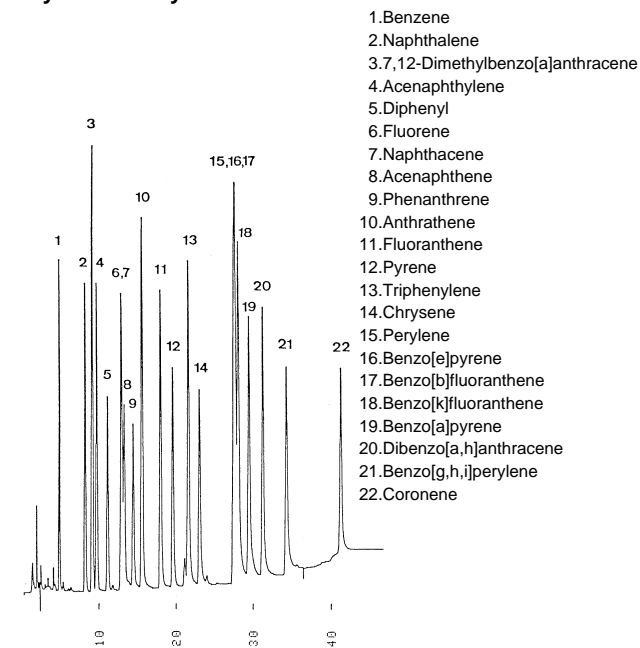 1.Benzene
2.Naphthalene
3.7,12-Dimethylbenzo[a]anthracene
4.Acenaphthylene
5.Diphenyl
6.Fluorene
7.Naphthacene
8.Acenaphthene
9.Phenanthrene
10.Anthrathene
11.Fluoranthene
12.Pyrene
13.Triphenylene
14.Chrysene
15.Perylene
16.Benzo[e]pyrene
17.Benzo[b]fluoranthene
18.Benzo[k]fluoranthene
19.Benzo[a]pyrene
20.Dibenzo[a,h]anthracene
21.Benzo[g,h,i]perylene
22.Coronene
3
15,16,17
10
1
13
18
2
4
6,7
11
20
19
12
21
22
14
5
8
9
10
20
30
40